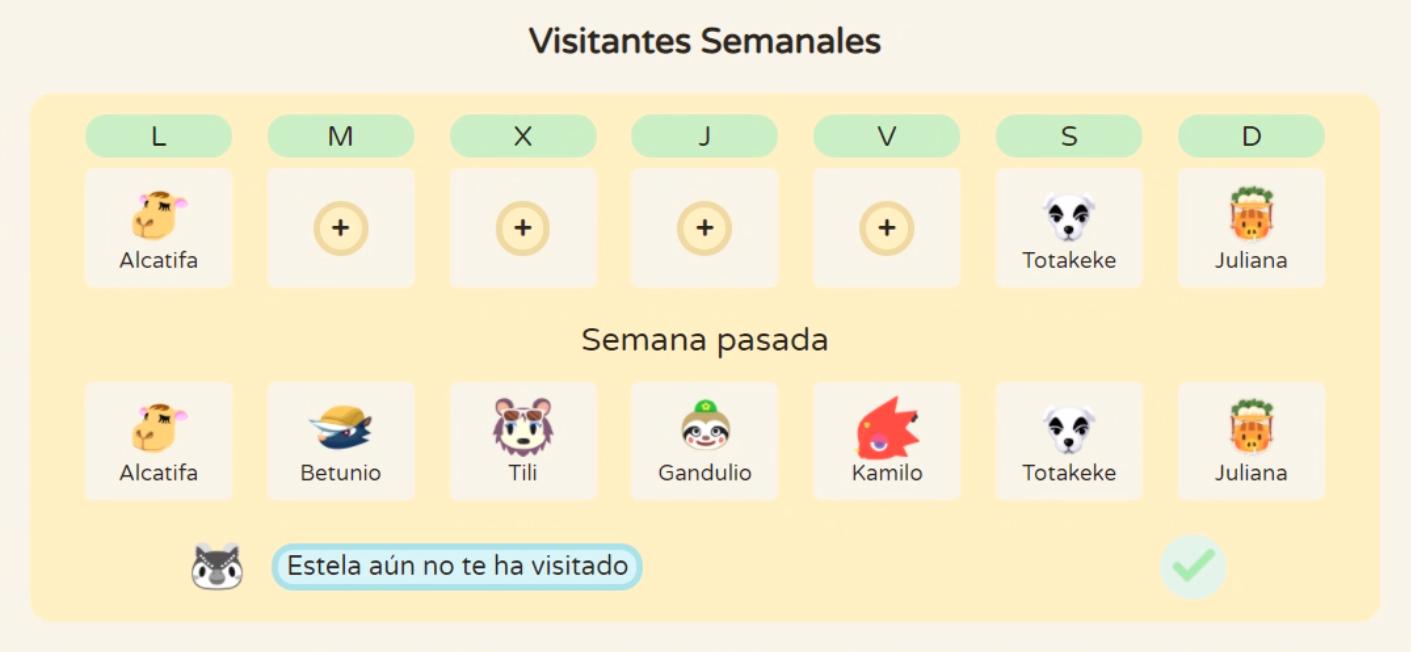 Visitantes Semanales
L M X J V S D
+ + + +
Alcatifa Totakeke Juliana
Semana pasada
Alcatifa Betunio Tili Gandulio Kamilo Totakeke Juliana
Estela aún no te ha visitado